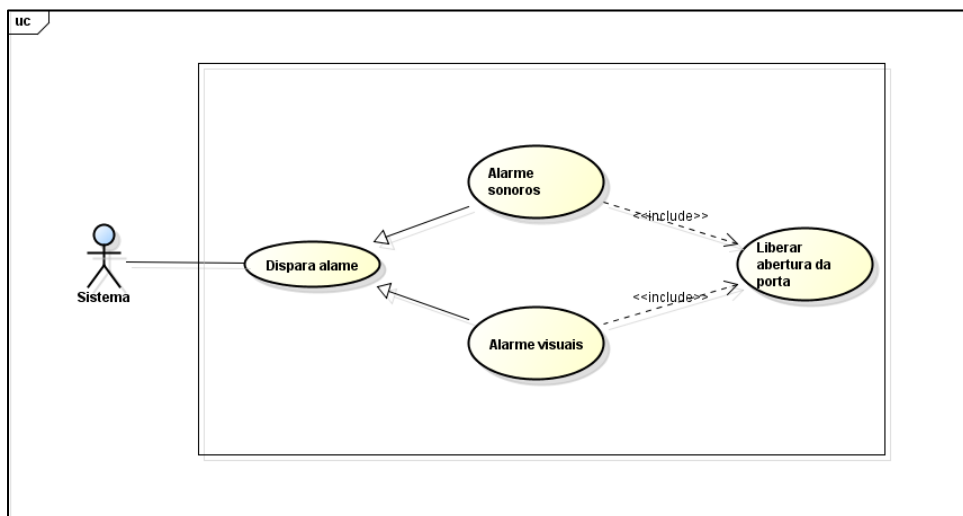 uc
Alarme
sonoros
<<include>>
Liberar
abertura da
porta
Dispara alame
Sistema
<<include>>
Alarme visuais